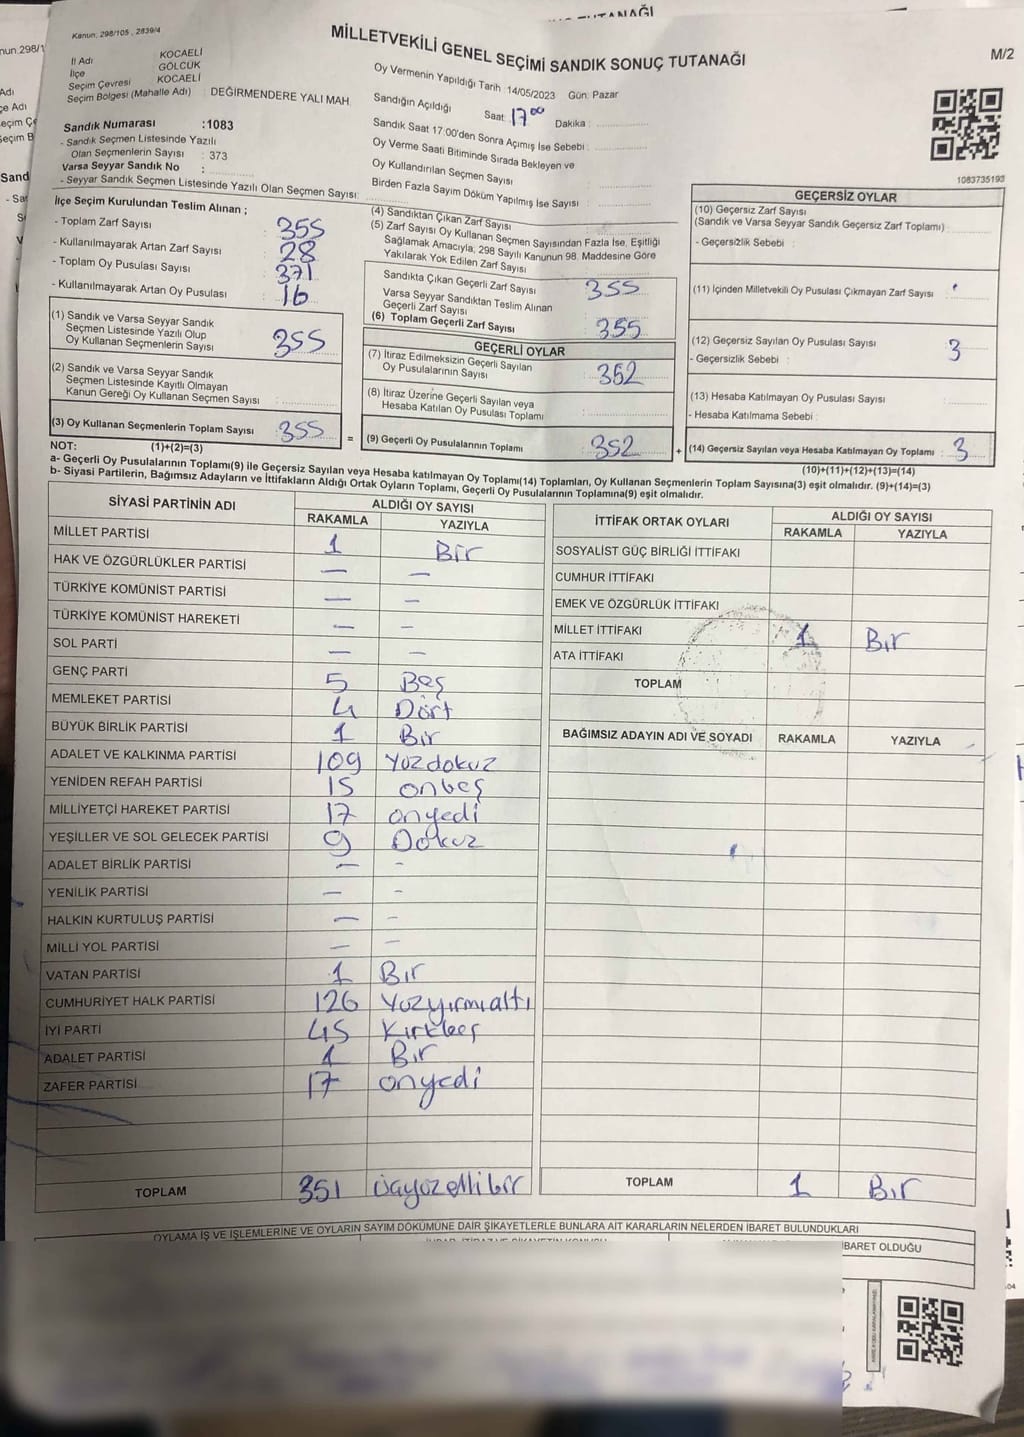 Kanun. 298/105 , 2839/4
MİLLETVEKİLİ GENEL SEÇİMİ SANDIK SONUÇ TUTANAĞI
M/2
İl Adı KOCAELİ
İlçe GÖLCÜK
Seçim Çevresi KOCAELİ
Seçim Bölgesi (Mahalle Adı) : DEĞİRMENDERE YALI MAH.
Sandık Numarası :1083
- Sandık Seçmen Listesinde Yazılı
Olan Seçmenlerin Sayısı : 373
Varsa Seyyar Sandık No :
- Seyyar Sandık Seçmen Listesinde Yazılı Olan Seçmen Sayısı:
Oy Vermenin Yapıldığı Tarih 14/05/2023 Gün: Pazar
Sandığın Açıldığı Saat: 17 00 Dakika :
Sandık Saat 17:00'den Sonra Açımış İse Sebebi :
Oy Verme Saati Bitiminde Sırada Bekleyen ve
Oy Kullandırılan Seçmen Sayısı
Birden Fazla Sayım Döküm Yapılmış İse Sayısı
1083735193
İlçe Seçim Kurulundan Teslim Alınan ;
- Toplam Zarf Sayısı : 355
- Kullanılmayarak Artan Zarf Sayısı : 28
- Toplam Oy Pusulası Sayısı : 371
- Kullanılmayarak Artan Oy Pusulası : 16
(1) Sandık ve Varsa Seyyar Sandık
Seçmen Listesinde Yazılı Olup
Oy Kullanan Seçmenlerin Sayısı : 355
(2) Sandık ve Varsa Seyyar Sandık
Seçmen Listesinde Kayıtlı Olmayan
Kanun Gereği Oy Kullanan Seçmen Sayısı :
(3) Oy Kullanan Seçmenlerin Toplam Sayısı : 355 =
(4) Sandıktan Çıkan Zarf Sayısı
(5) Zarf Sayısı Oy Kullanan Seçmen Sayısından Fazla İse, Eşitliği
Sağlamak Amacıyla; 298 Sayılı Kanunun 98. Maddesine Göre
Yakılarak Yok Edilen Zarf Sayısı
Sandıkta Çıkan Geçerli Zarf Sayısı : 355
Varsa Seyyar Sandıktan Teslim Alınan
Geçerli Zarf Sayısı
(6) Toplam Geçerli Zarf Sayısı : 355
GEÇERLİ OYLAR
(7) İtiraz Edilmeksizin Geçerli Sayılan
Oy Pusulalarının Sayısı : 352
(8) İtiraz Üzerine Geçerli Sayılan veya
Hesaba Katılan Oy Pusulası Toplamı
(9) Geçerli Oy Pusulalarının Toplamı : 352 +
GEÇERSİZ OYLAR
(10) Geçersiz Zarf Sayısı
(Sandık ve Varsa Seyyar Sandık Geçersiz Zarf Toplamı) :
- Geçersizlik Sebebi :
(11) İçinden Milletvekili Oy Pusulası Çıkmayan Zarf Sayısı :
(12) Geçersiz Sayılan Oy Pusulası Sayısı : 3
- Geçersizlik Sebebi :
(13) Hesaba Katılmayan Oy Pusulası Sayısı :
- Hesaba Katılmama Sebebi :
(14) Geçersiz Sayılan veya Hesaba Katılmayan Oy Toplamı : 3
NOT: (1)+(2)=(3) (10)+(11)+(12)+(13)=(14)
a- Geçerli Oy Pusulalarının Toplamı(9) ile Geçersiz Sayılan veya Hesaba katılmayan Oy Toplamı(14) Toplamları, Oy Kullanan Seçmenlerin Toplam Sayısına(3) eşit olmalıdır. (9)+(14)=(3)
b- Siyasi Partilerin, Bağımsız Adayların ve İttifakların Aldığı Ortak Oyların Toplamı, Geçerli Oy Pusulalarının Toplamına(9) eşit olmalıdır.
SİYASİ PARTİNİN ADI ALDIĞI OY SAYISI
RAKAMLA YAZIYLA
MİLLET PARTİSİ 1 Bir
HAK VE ÖZGÜRLÜKLER PARTİSİ — —
TÜRKİYE KOMÜNİST PARTİSİ — —
TÜRKİYE KOMÜNİST HAREKETİ — —
SOL PARTİ — —
GENÇ PARTİ 5 Beş
MEMLEKET PARTİSİ 4 Dört
BÜYÜK BİRLİK PARTİSİ 1 Bir
ADALET VE KALKINMA PARTİSİ 109 Yüzdokuz
YENİDEN REFAH PARTİSİ 15 onbeş
MİLLİYETÇİ HAREKET PARTİSİ 17 onyedi
YEŞİLLER VE SOL GELECEK PARTİSİ 9 Dokuz
ADALET BİRLİK PARTİSİ — -
YENİLİK PARTİSİ — -
HALKIN KURTULUŞ PARTİSİ — -
MİLLİ YOL PARTİSİ — -
VATAN PARTİSİ 1 Bir
CUMHURİYET HALK PARTİSİ 126 Yüzyirmialtı
İYİ PARTİ 45 Kırkbeş
ADALET PARTİSİ 1 Bir
ZAFER PARTİSİ 17 onyedi
TOPLAM 351 üçyüzellibir
İTTİFAK ORTAK OYLARI ALDIĞI OY SAYISI
RAKAMLA YAZIYLA
SOSYALİST GÜÇ BİRLİĞİ İTTİFAKI
CUMHUR İTTİFAKI
EMEK VE ÖZGÜRLÜK İTTİFAKI
MİLLET İTTİFAKI 1 Bir
ATA İTTİFAKI
TOPLAM
BAĞIMSIZ ADAYIN ADI VE SOYADI RAKAMLA YAZIYLA
TOPLAM 1 Bir
OYLAMA İŞ VE İŞLEMLERİNE VE OYLARIN SAYIM DÖKÜMÜNE DAİR ŞİKAYETLERLE BUNLARA AİT KARARLARIN NELERDEN İBARET BULUNDUKLARI
İBARET OLDUĞU